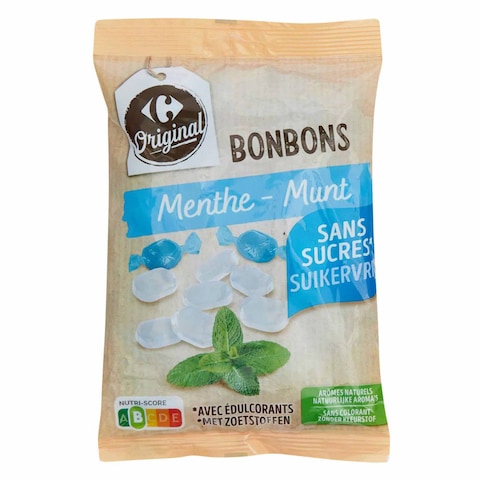 Original
BONBONS
Menthe - Munt
SANS
SUCRES*
SUIKERVRI
NUTRI-SCORE
A B C D E
*AVEC ÉDULCORANTS
*MET ZOETSTOFFEN
ARÔMES NATURELS
NATUURLIJKE AROMA'S
SANS COLORANT
ZONDER KLEURSTOF